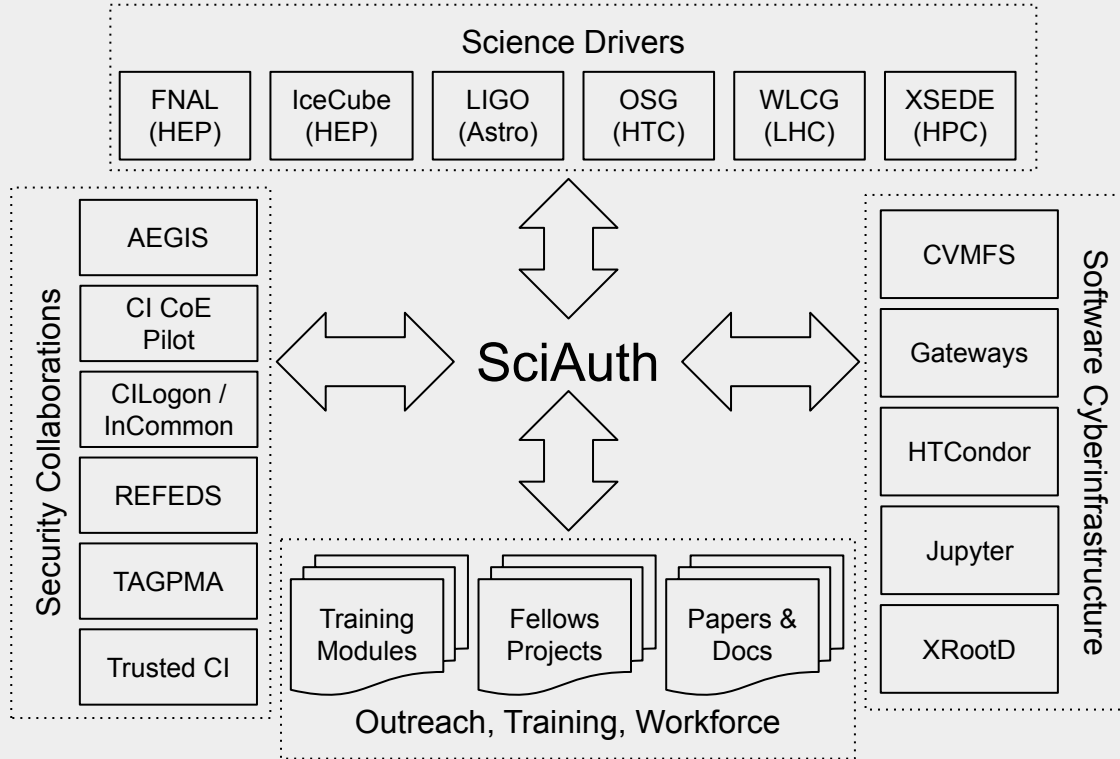 Science Drivers
FNAL
(HEP)
IceCube
(HEP)
LIGO
(Astro)
OSG
(HTC)
WLCG
(LHC)
XSEDE
(HPC)
Security Collaborations
AEGIS
CI CoE
Pilot
CILogon /
InCommon
REFEDS
TAGPMA
Trusted CI
SciAuth
CVMFS
Gateways
HTCondor
Jupyter
XRootD
Software Cyberinfrastructure
Training
Modules
Fellows
Projects
Papers &
Docs
Outreach, Training, Workforce